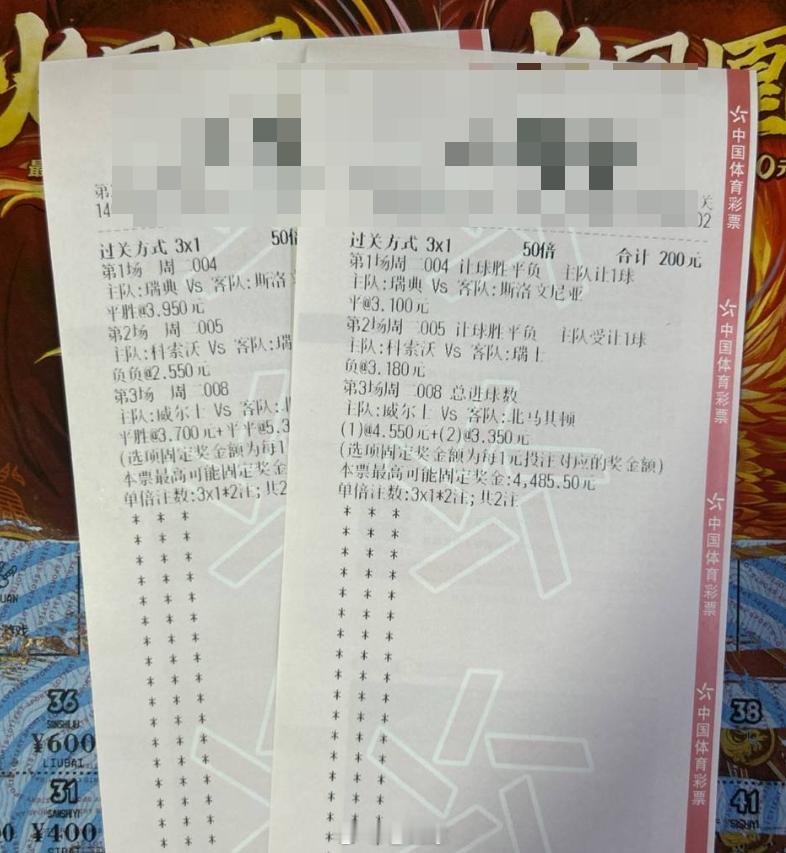 第
14
过关方式 3x1 50倍
第1场 周二004
主队:瑞典 Vs 客队:斯洛文
平胜@3.950元
第2场 周二005
主队:科索沃 Vs 客队:瑞
负负@2.550元
第3场 周二008
主队:威尔士 Vs 客队:北
平胜@3.700元+平平@5.3
(选项固定奖金额为每1
本票最高可能固定奖金
单倍注数:3x1*2注;共2
关
02
过关方式 3x1 50倍 合计 200元
第1场周二004 让球胜平负 主队让1球
主队:瑞典 Vs 客队:斯洛文尼亚
平@3.100元
第2场周二005 让球胜平负 主队受让1球
主队:科索沃 Vs 客队:瑞士
负@3.180元
第3场周二008 总进球数
主队:威尔士 Vs 客队:北马其顿
(1)@4.550元+(2)@3.350元
(选项固定奖金额为每1元投注对应的奖金额)
本票最高可能固定奖金:4,485.50元
单倍注数:3x1*2注;共2注
中国体育彩票
中国体育彩票
中国体育彩票
中国体育彩票
36
¥600
LIUBAI
31
¥400
38
41